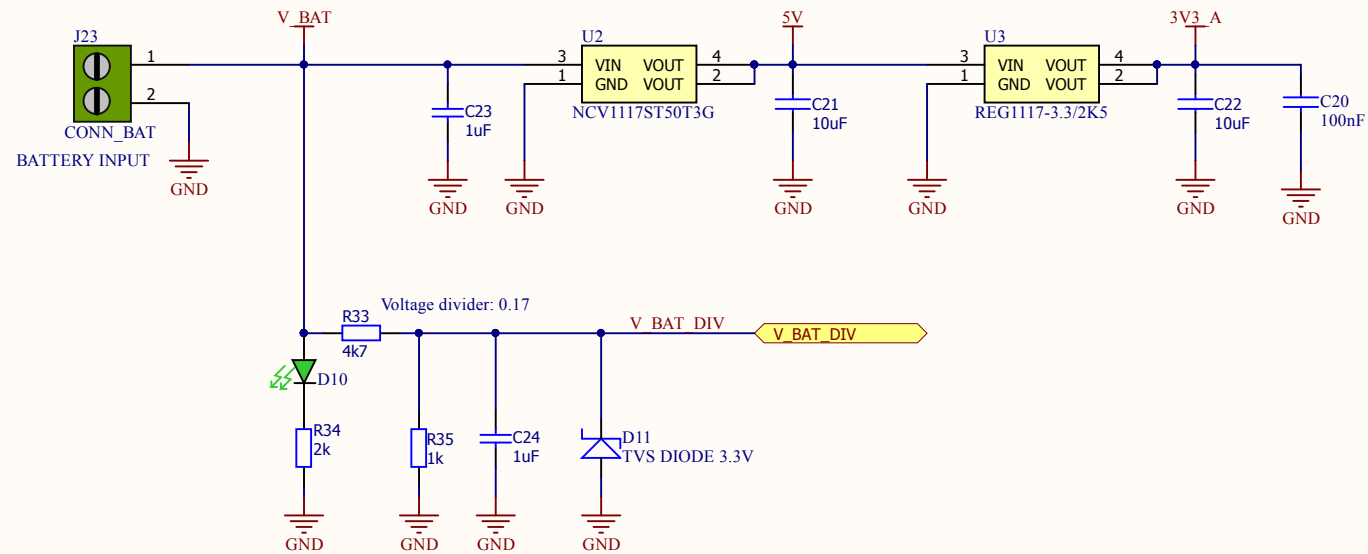 V_BAT
5V
3V3_A
J23
1
2
CONN_BAT
BATTERY INPUT
GND
C23
1uF
GND
U2
3
1
VIN
GND
VOUT
VOUT
4
2
NCV1117ST50T3G
GND
C21
10uF
GND
U3
3
1
VIN
GND
VOUT
VOUT
4
2
REG1117-3.3/2K5
GND
C22
10uF
GND
C20
100nF
GND
Voltage divider: 0.17
R33
4k7
V_BAT_DIV
V_BAT_DIV
D10
R34
2k
GND
R35
1k
GND
C24
1uF
GND
D11
TVS DIODE 3.3V
GND